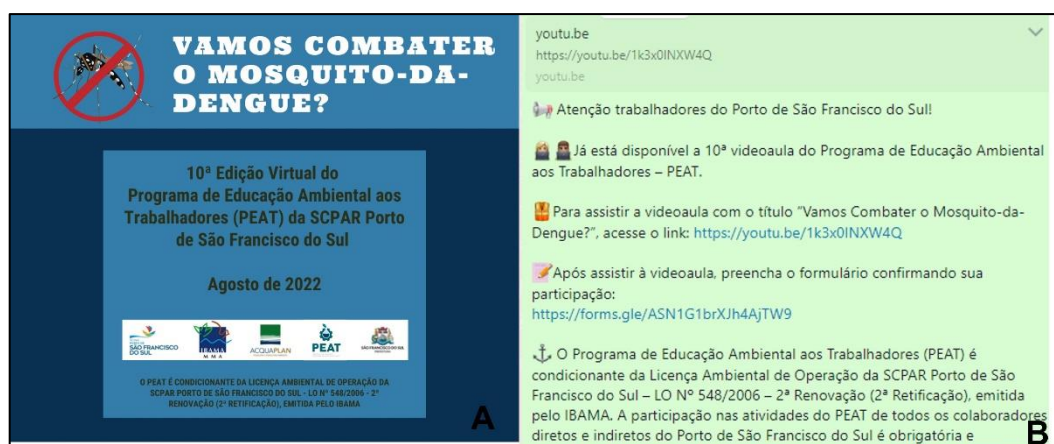 VAMOS COMBATER
O MOSQUITO-DA-
DENGUE?
10ª Edição Virtual do
Programa de Educação Ambiental aos
Trabalhadores (PEAT) da SCPAR Porto
de São Francisco do Sul
Agosto de 2022
SÃO FRANCISCO
DO SUL
IBAMA
MMA
ACQUAPLAN
PEAT
SÃO FRANCISCO DO SUL
O PEAT É CONDICIONANTE DA LICENÇA AMBIENTAL DE OPERAÇÃO DA
SCPAR PORTO DE SÃO FRANCISCO DO SUL - LO Nº 548/2006 - 2ª
RENOVAÇÃO (2ª RETIFICAÇÃO), EMITIDA PELO IBAMA
A
youtu.be
https://youtu.be/1k3x0INXW4Q
youtu.be
Atenção trabalhadores do Porto de São Francisco do Sul!
Já está disponível a 10ª videoaula do Programa de Educação Ambiental
aos Trabalhadores – PEAT.
Para assistir a videoaula com o título "Vamos Combater o Mosquito-da-
Dengue?", acesse o link: https://youtu.be/1k3x0INXW4Q
Após assistir à videoaula, preencha o formulário confirmando sua
participação:
https://forms.gle/ASN1G1brXJh4AjTW9
O Programa de Educação Ambiental aos Trabalhadores (PEAT) é
condicionante da Licença Ambiental de Operação da SCPAR Porto de São
Francisco do Sul – LO Nº 548/2006 – 2ª Renovação (2ª Retificação), emitida
pelo IBAMA. A participação nas atividades do PEAT de todos os colaboradores
diretos e indiretos do Porto de São Francisco do Sul é obrigatória e
B